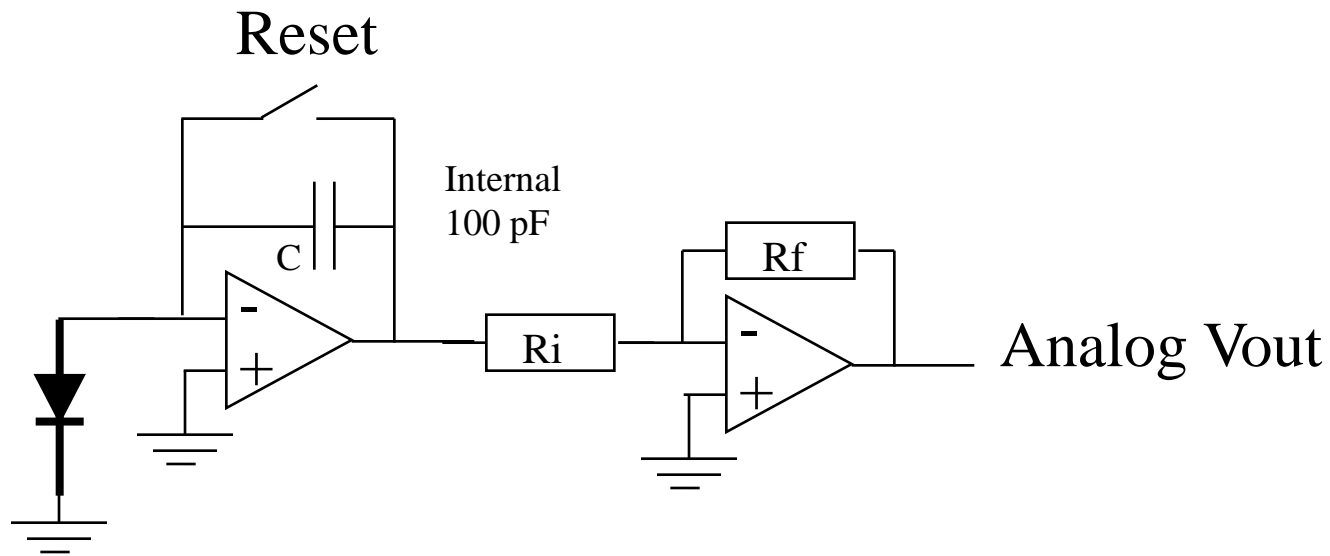 Reset
Internal
100 pF
C
Rf
-
+
Ri
-
+
Analog Vout